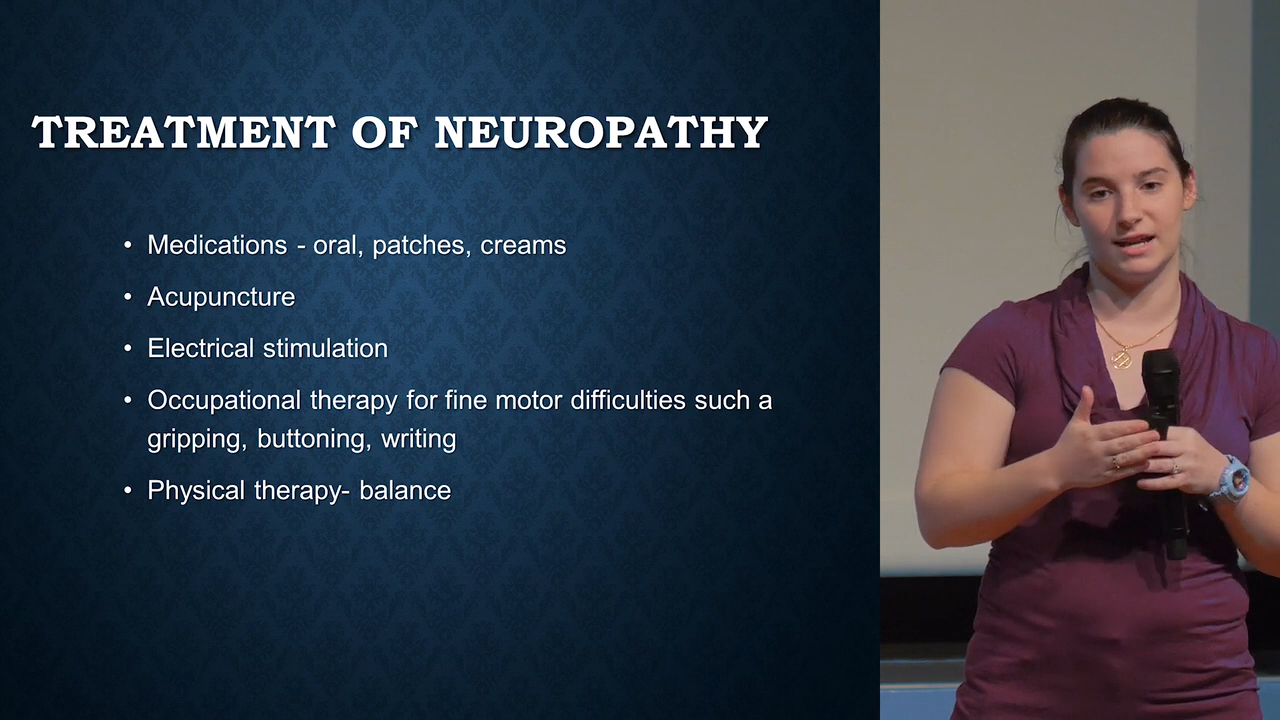 TREATMENT OF NEUROPATHY
• Medications - oral, patches, creams
• Acupuncture
• Electrical stimulation
• Occupational therapy for fine motor difficulties such a
gripping, buttoning, writing
• Physical therapy- balance